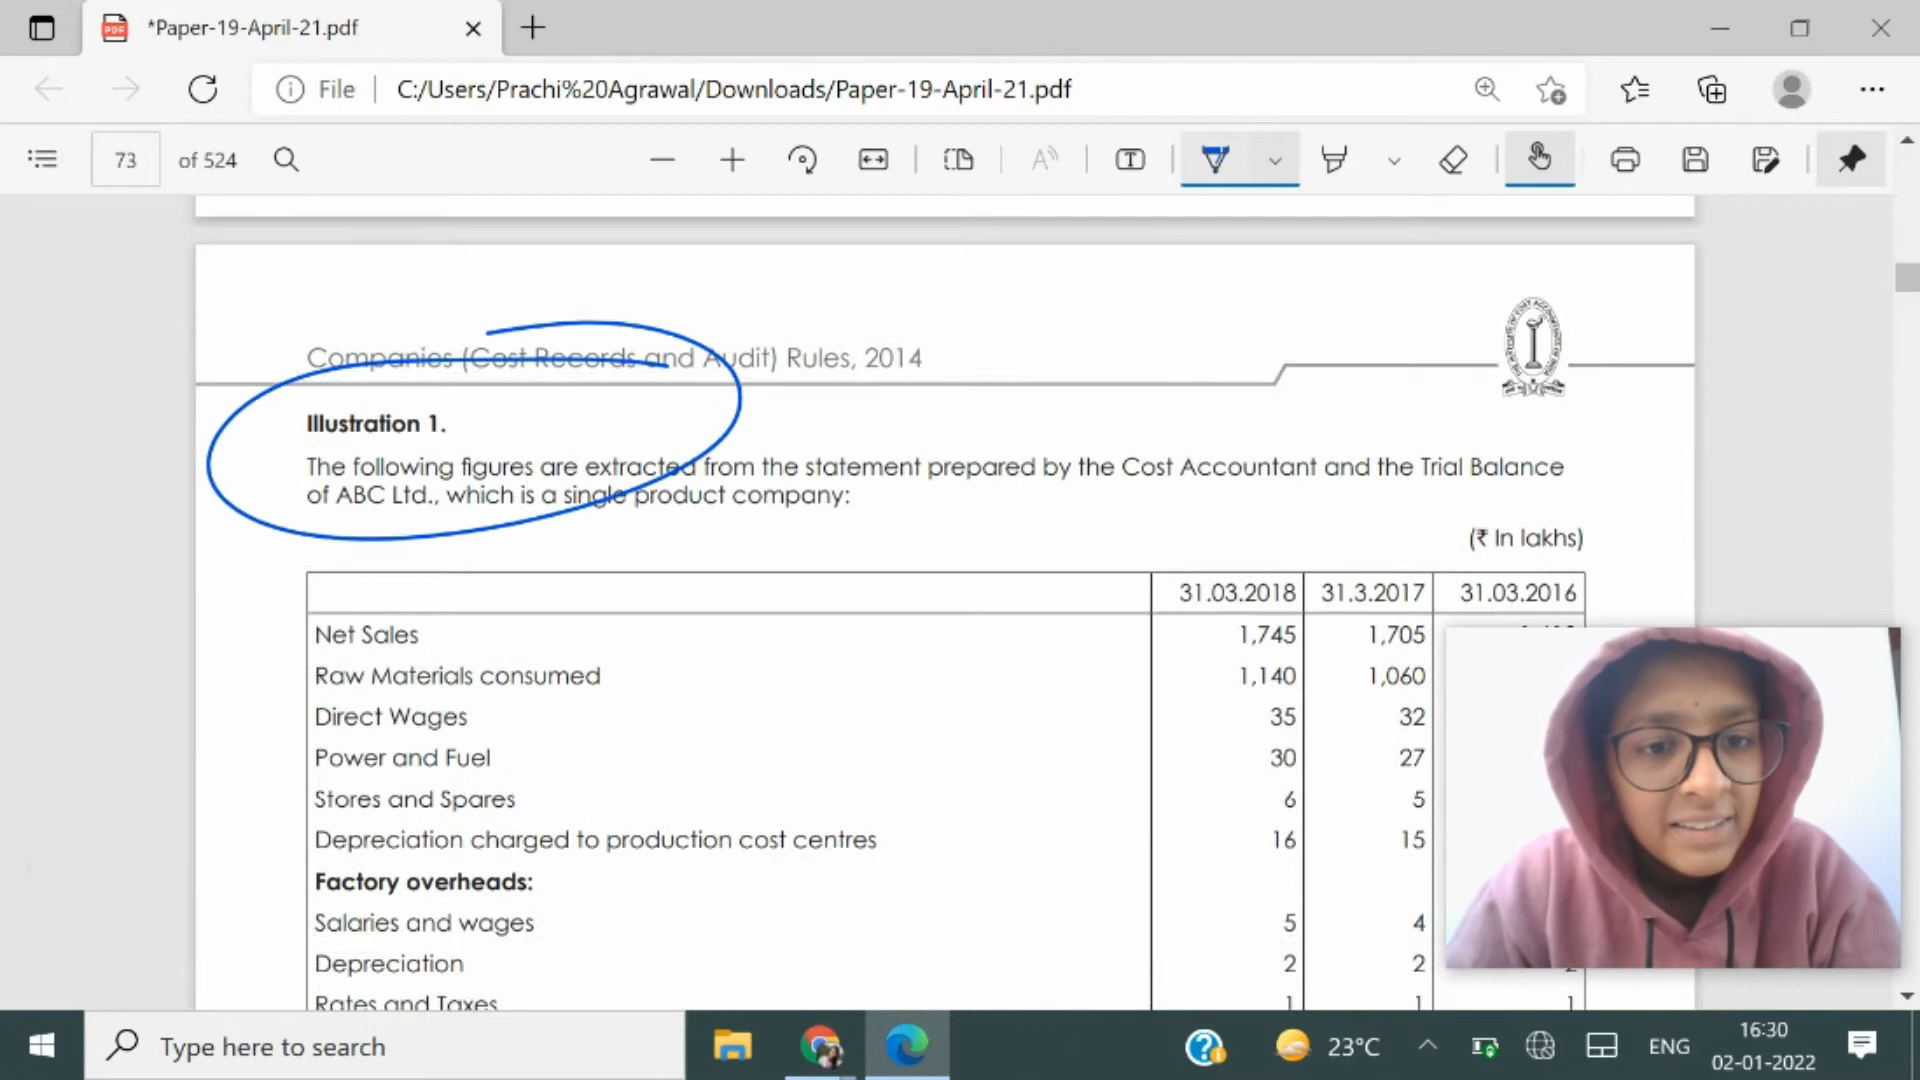 *Paper-19-April-21.pdf
File
C:/Users/Prachi%20Agrawal/Downloads/Paper-19-April-21.pdf
73 of 524
Companies (Cost Records and Audit) Rules, 2014
Illustration 1.
The following figures are extracted from the statement prepared by the Cost Accountant and the Trial Balance
of ABC Ltd., which is a single product company:
(₹ In lakhs)
31.03.2018 31.3.2017 31.03.2016
Net Sales 1,745 1,705
Raw Materials consumed 1,140 1,060
Direct Wages 35 32
Power and Fuel 30 27
Stores and Spares 6 5
Depreciation charged to production cost centres 16 15
Factory overheads:
Salaries and wages 5 4
Depreciation 2 2
Rates and Taxes 1 1 1
Type here to search
23°C
ENG
16:30
02-01-2022